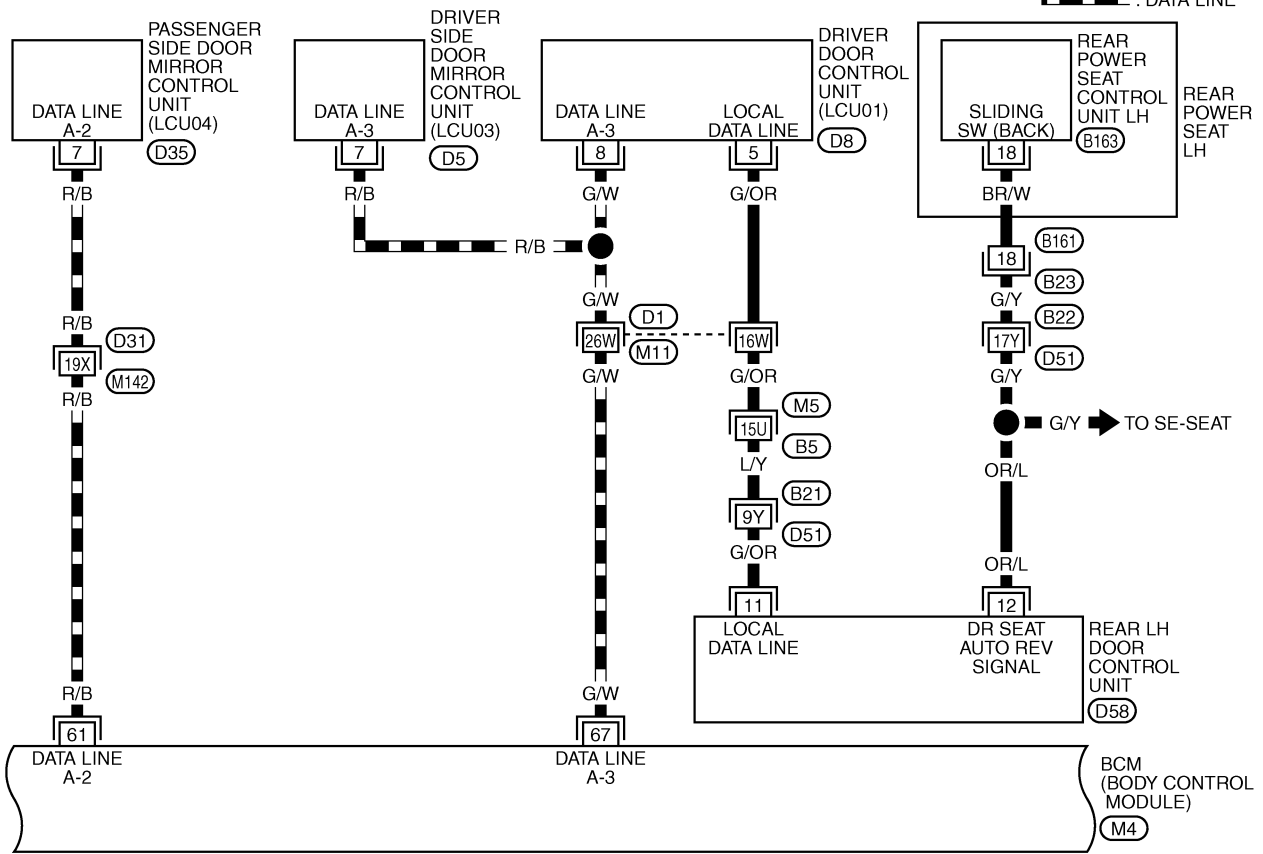 : DATA LINE
PASSENGER
SIDE DOOR
MIRROR
CONTROL
UNIT
(LCU04)
D35
DATA LINE
A-2
7
R/B
R/B
D31
19X
M142
R/B
R/B
61
DATA LINE
A-2
DRIVER
SIDE
DOOR
MIRROR
CONTROL
UNIT
(LCU03)
D5
DATA LINE
A-3
7
R/B
R/B
DRIVER
DOOR
CONTROL
UNIT
(LCU01)
D8
DATA LINE
A-3
8
G/W
G/W
D1
26W
M11
G/W
G/W
67
DATA LINE
A-3
LOCAL
DATA LINE
5
G/OR
16W
G/OR
M5
15U
B5
L/Y
B21
9Y
D51
G/OR
11
LOCAL
DATA LINE
REAR
POWER
SEAT
CONTROL
UNIT LH
B163
REAR
POWER
SEAT
LH
SLIDING
SW (BACK)
18
BR/W
B161
18
B23
G/Y
B22
17Y
D51
G/Y
G/Y
TO SE-SEAT
OR/L
OR/L
12
DR SEAT
AUTO REV
SIGNAL
REAR LH
DOOR
CONTROL
UNIT
D58
BCM
(BODY CONTROL
MODULE)
M4